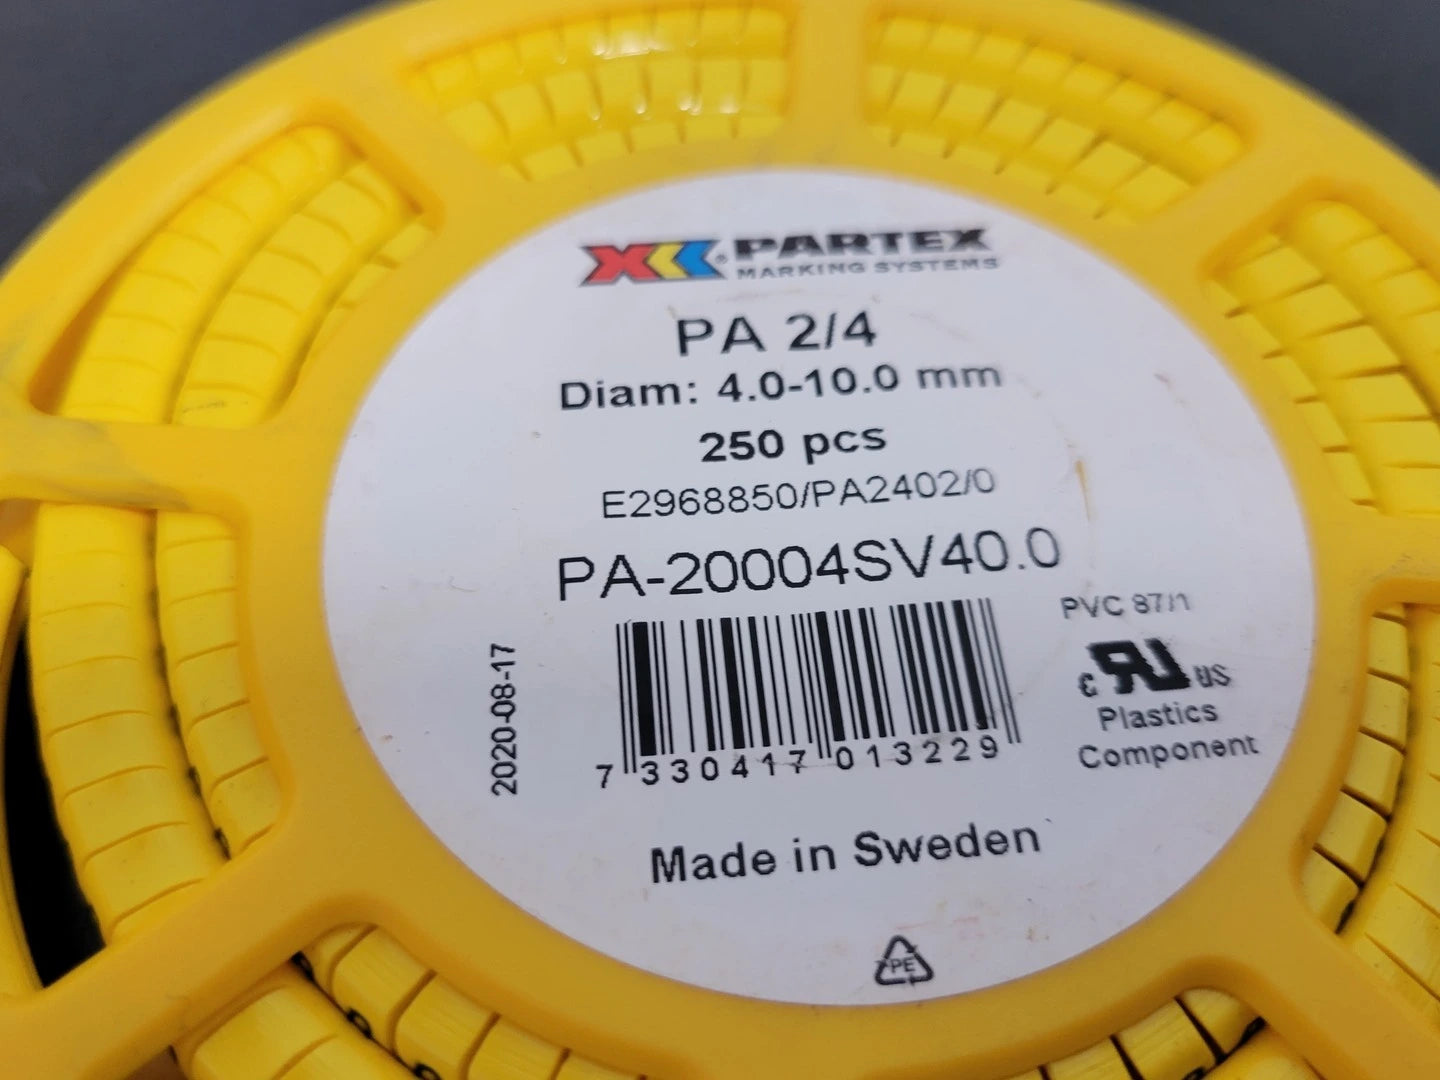 PARTEX
MARKING SYSTEMS
PA 2/4
Diam: 4.0-10.0 mm
250 pcs
E2968850/PA2402/0
PA-20004SV40.0
PVC 87/1
2020-08-17
7 330417 013229
c RU US
Plastics
Component
Made in Sweden
PE